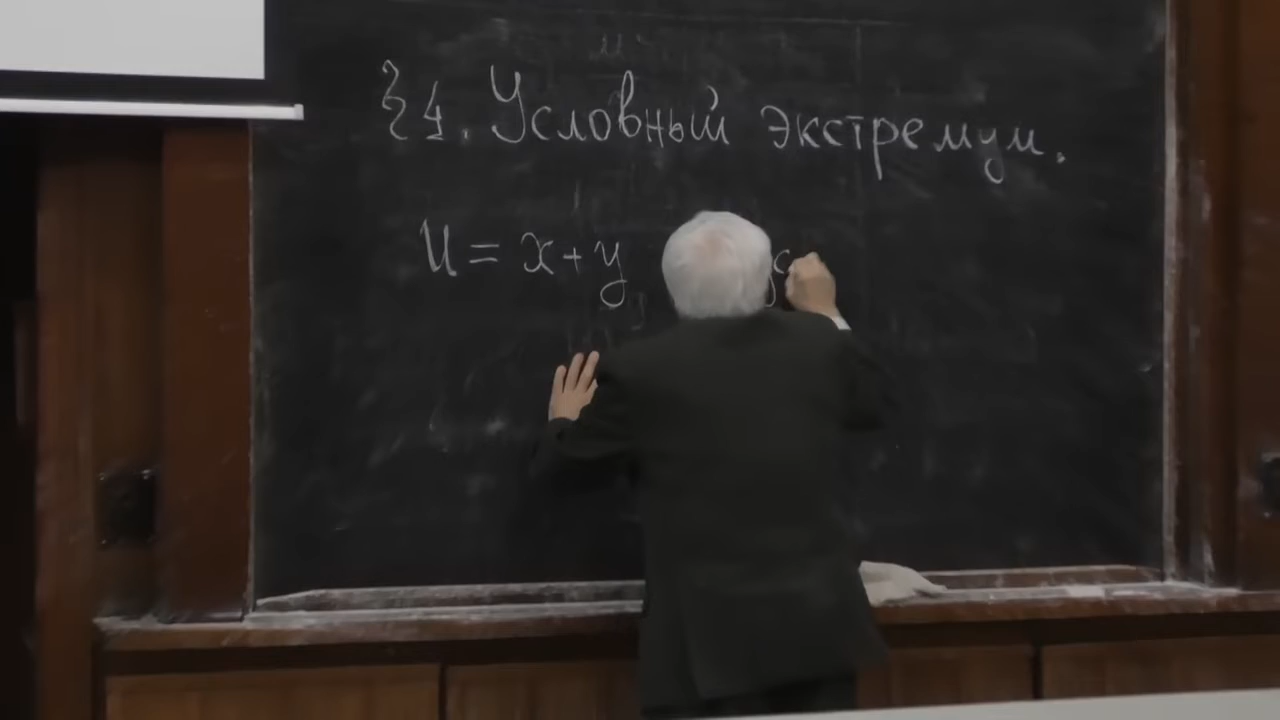 §4. Условный экстремум.
U = x + y